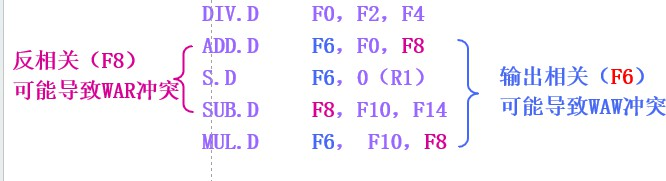 DIV.D F0，F2，F4
ADD.D F6，F0，F8
S.D F6，0（R1）
SUB.D F8，F10，F14
MUL.D F6， F10，F8
反相关（F8）
可能导致WAR冲突
输出相关（F6）
可能导致WAW冲突